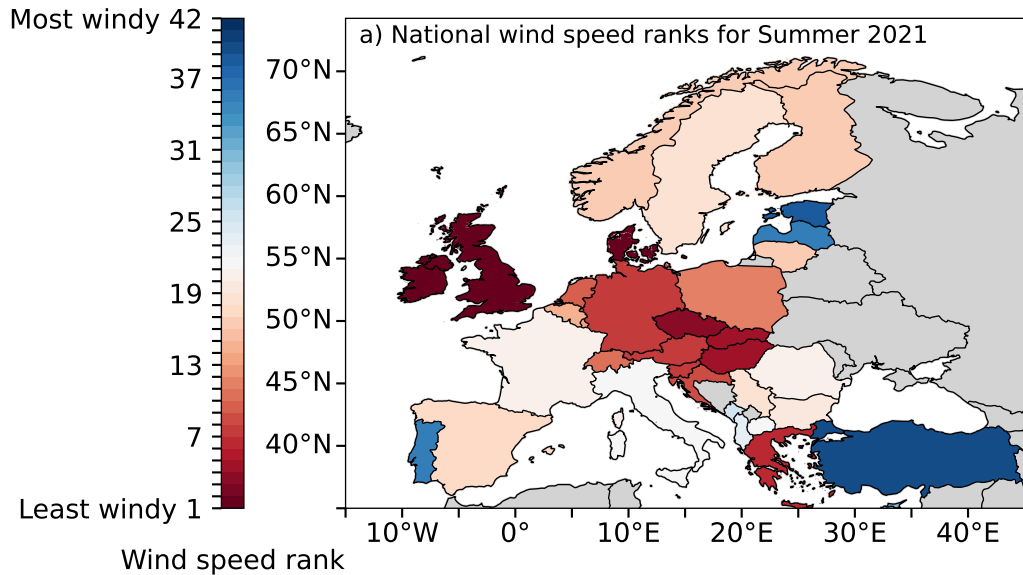 Most windy 42
37
31
25
19
13
7
Least windy 1
Wind speed rank
a) National wind speed ranks for Summer 2021
70°N
65°N
60°N
55°N
50°N
45°N
40°N
10°W 0° 10°E 20°E 30°E 40°E